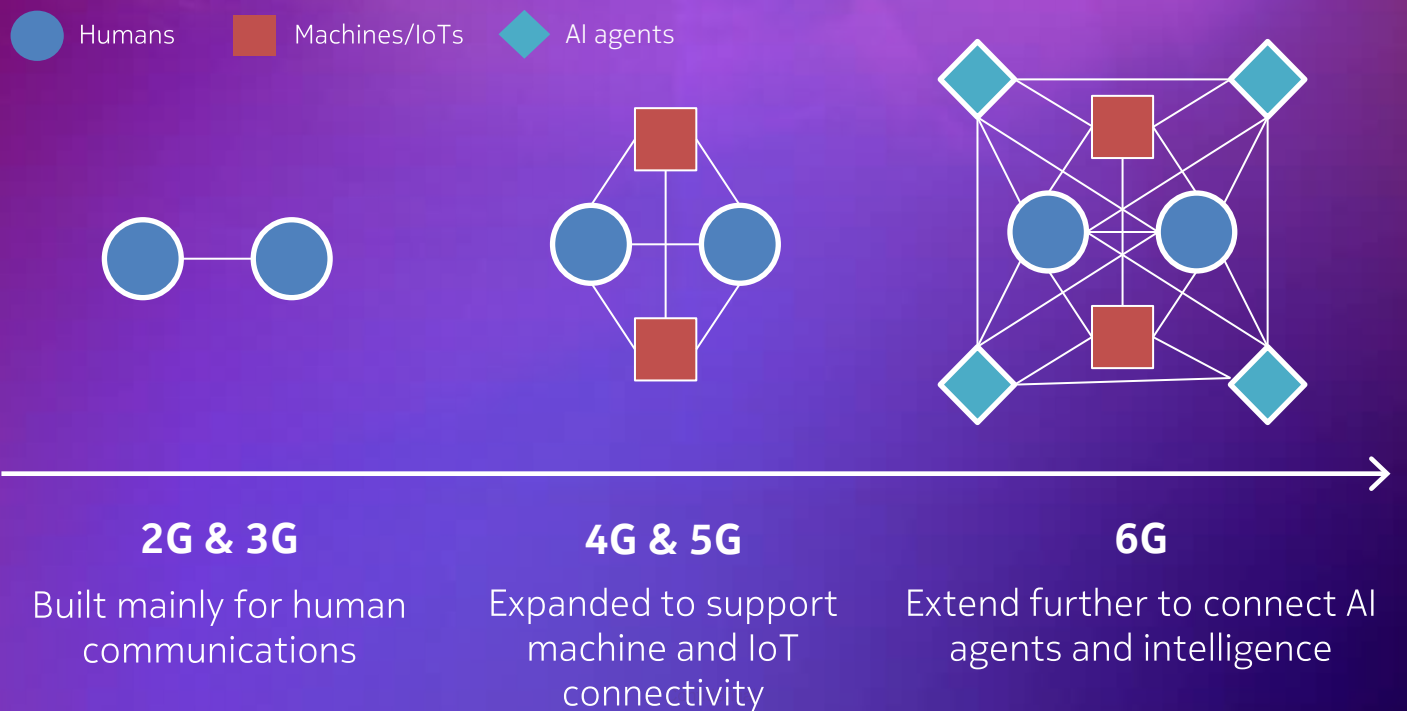 Humans
Machines/IoTs
AI agents
2G & 3G
Built mainly for human
communications
4G & 5G
Expanded to support
machine and IoT
connectivity
6G
Extend further to connect AI
agents and intelligence